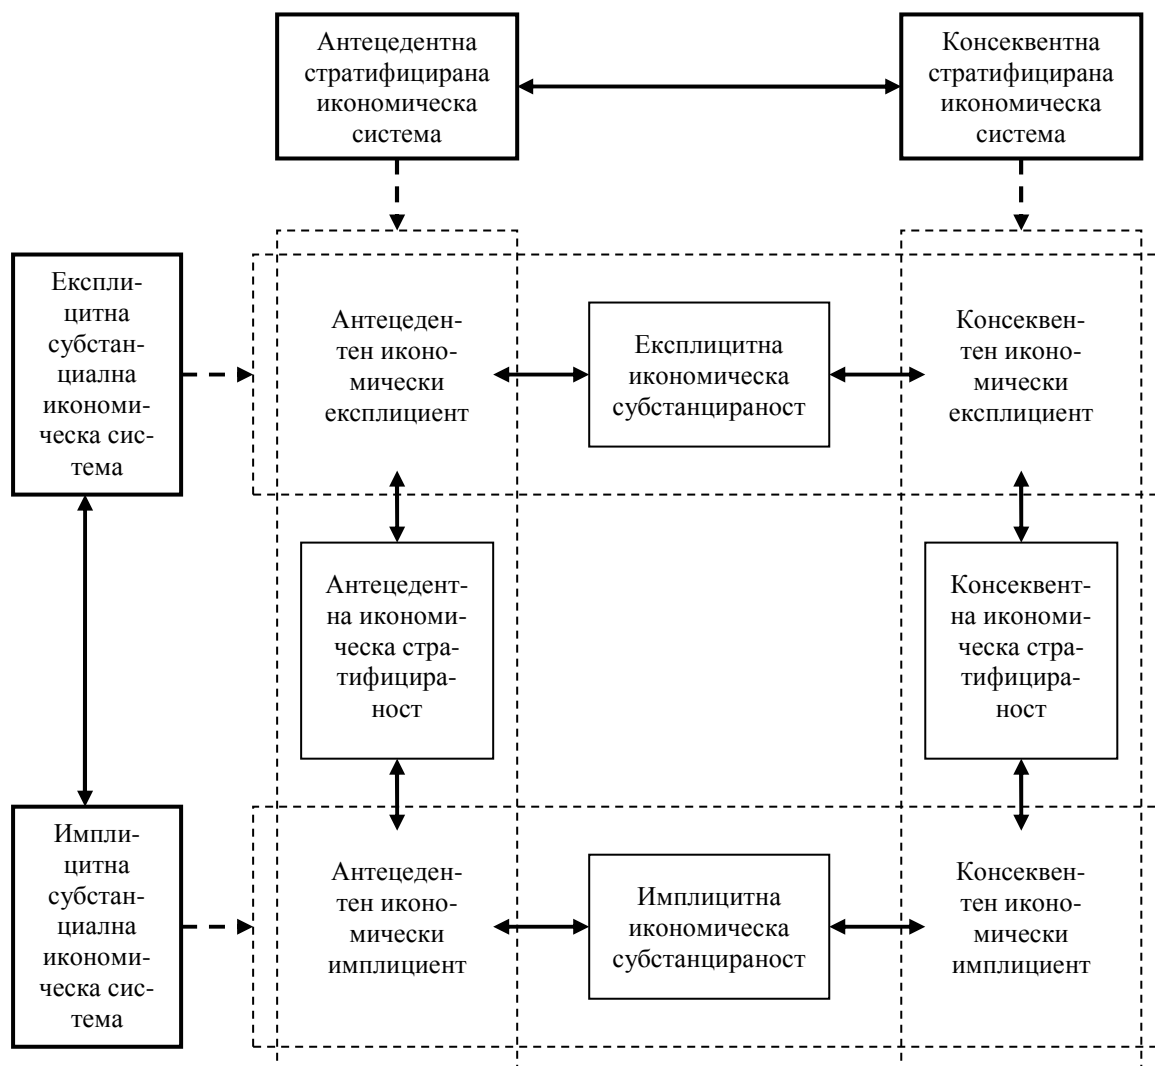 Антецедентна
стратифицирана
икономическа
система
Консеквентна
стратифицирана
икономическа
система
Експли-
цитна
субстан-
циална
икономи-
ческа сис-
тема
Антецеден-
тен иконо-
мически
експлициент
Експлицитна
икономическа
субстанцираност
Консеквен-
тен иконо-
мически
експлициент
Антецедент-
на икономи-
ческа стра-
тифицира-
ност
Консеквент-
на икономи-
ческа стра-
тифицира-
ност
Импли-
цитна
субстан-
циална
икономи-
ческа сис-
тема
Антецеден-
тен иконо-
мически
имплициент
Имплицитна
икономическа
субстанцираност
Консеквен-
тен иконо-
мически
имплициент